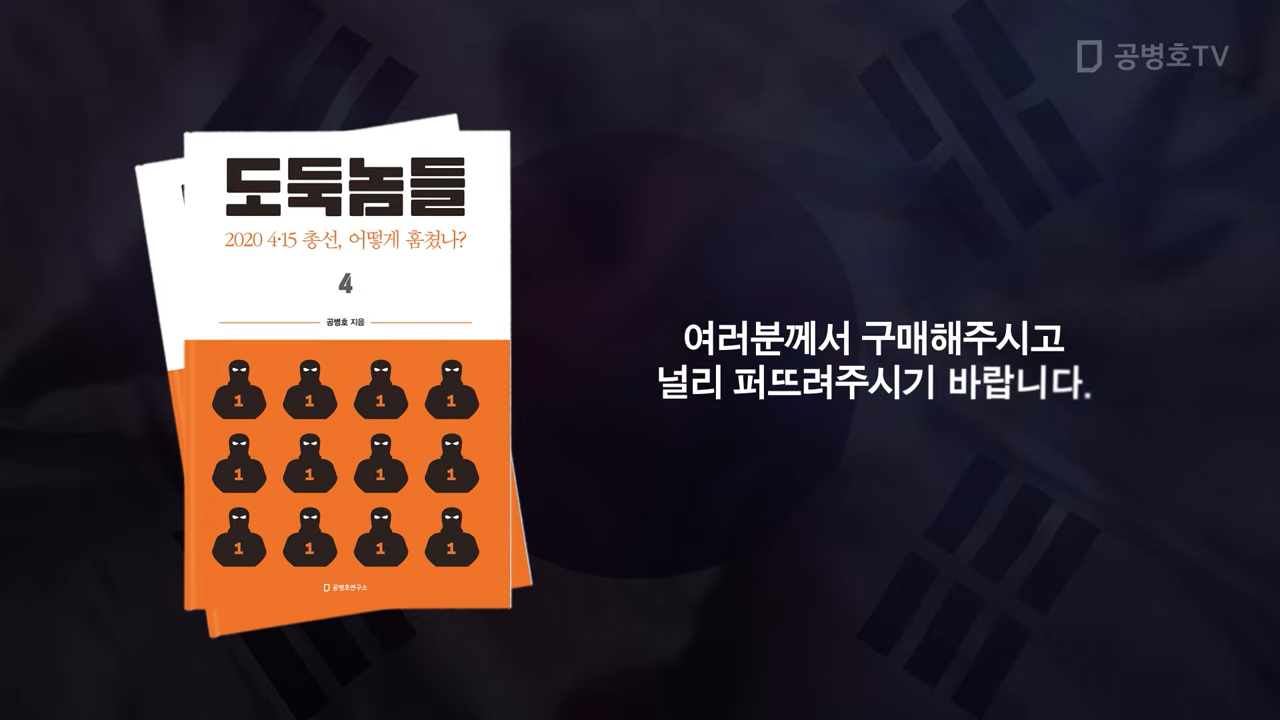 공병호TV
도둑놈들
2020 4·15 총선, 어떻게 훔쳤나?
4
공병호 지음
1 1 1 1
1 1 1 1
1 1 1 1
공병호연구소
여러분께서 구매해주시고
널리 퍼뜨려주시기 바랍니다.